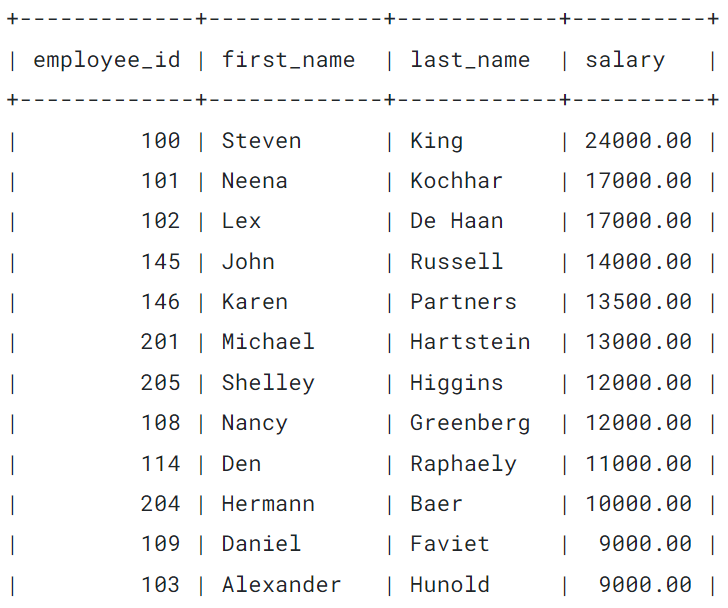 +-------------+-------------+------------+----------+
| employee_id | first_name  | last_name  | salary   |
+-------------+-------------+------------+----------+
|         100 | Steven      | King       | 24000.00 |
|         101 | Neena       | Kochhar    | 17000.00 |
|         102 | Lex         | De Haan    | 17000.00 |
|         145 | John        | Russell    | 14000.00 |
|         146 | Karen       | Partners   | 13500.00 |
|         201 | Michael     | Hartstein  | 13000.00 |
|         205 | Shelley     | Higgins    | 12000.00 |
|         108 | Nancy       | Greenberg  | 12000.00 |
|         114 | Den         | Raphaely   | 11000.00 |
|         204 | Hermann     | Baer       | 10000.00 |
|         109 | Daniel      | Faviet     |  9000.00 |
|         103 | Alexander   | Hunold     |  9000.00 |